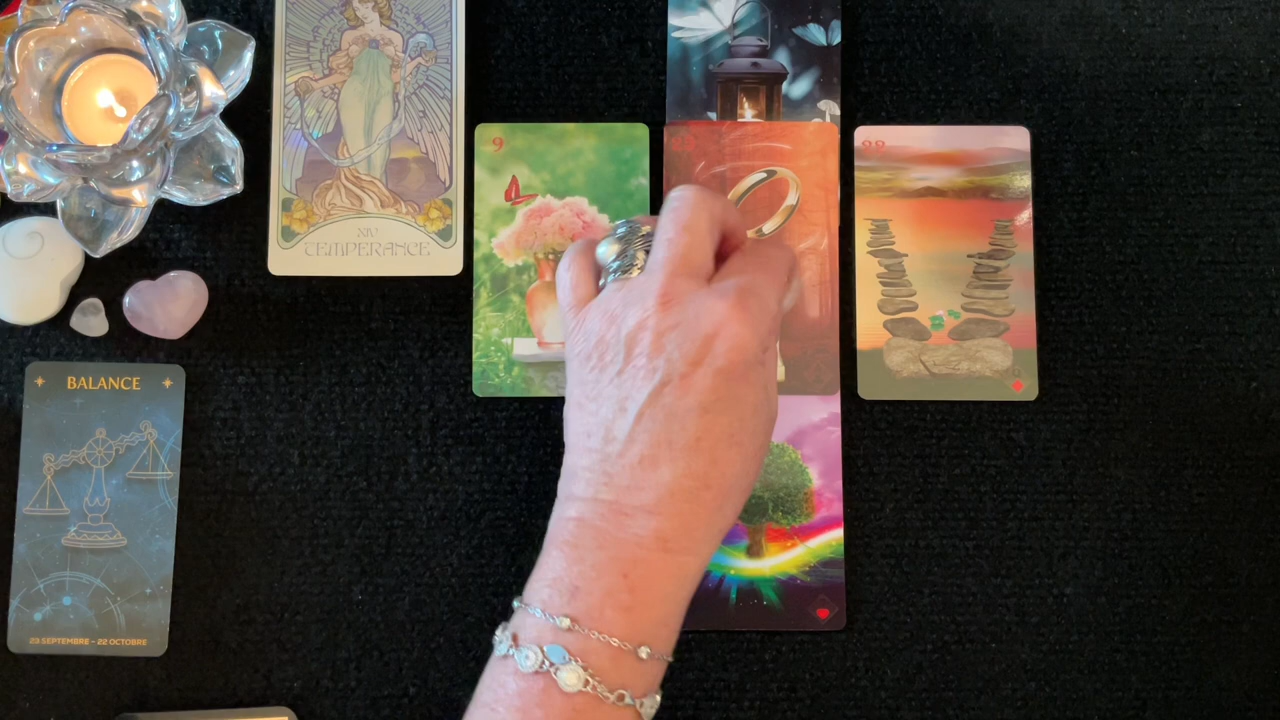 XIV
TEMPERANCE
9
BALANCE
23 SEPTEMBRE - 22 OCTOBRE